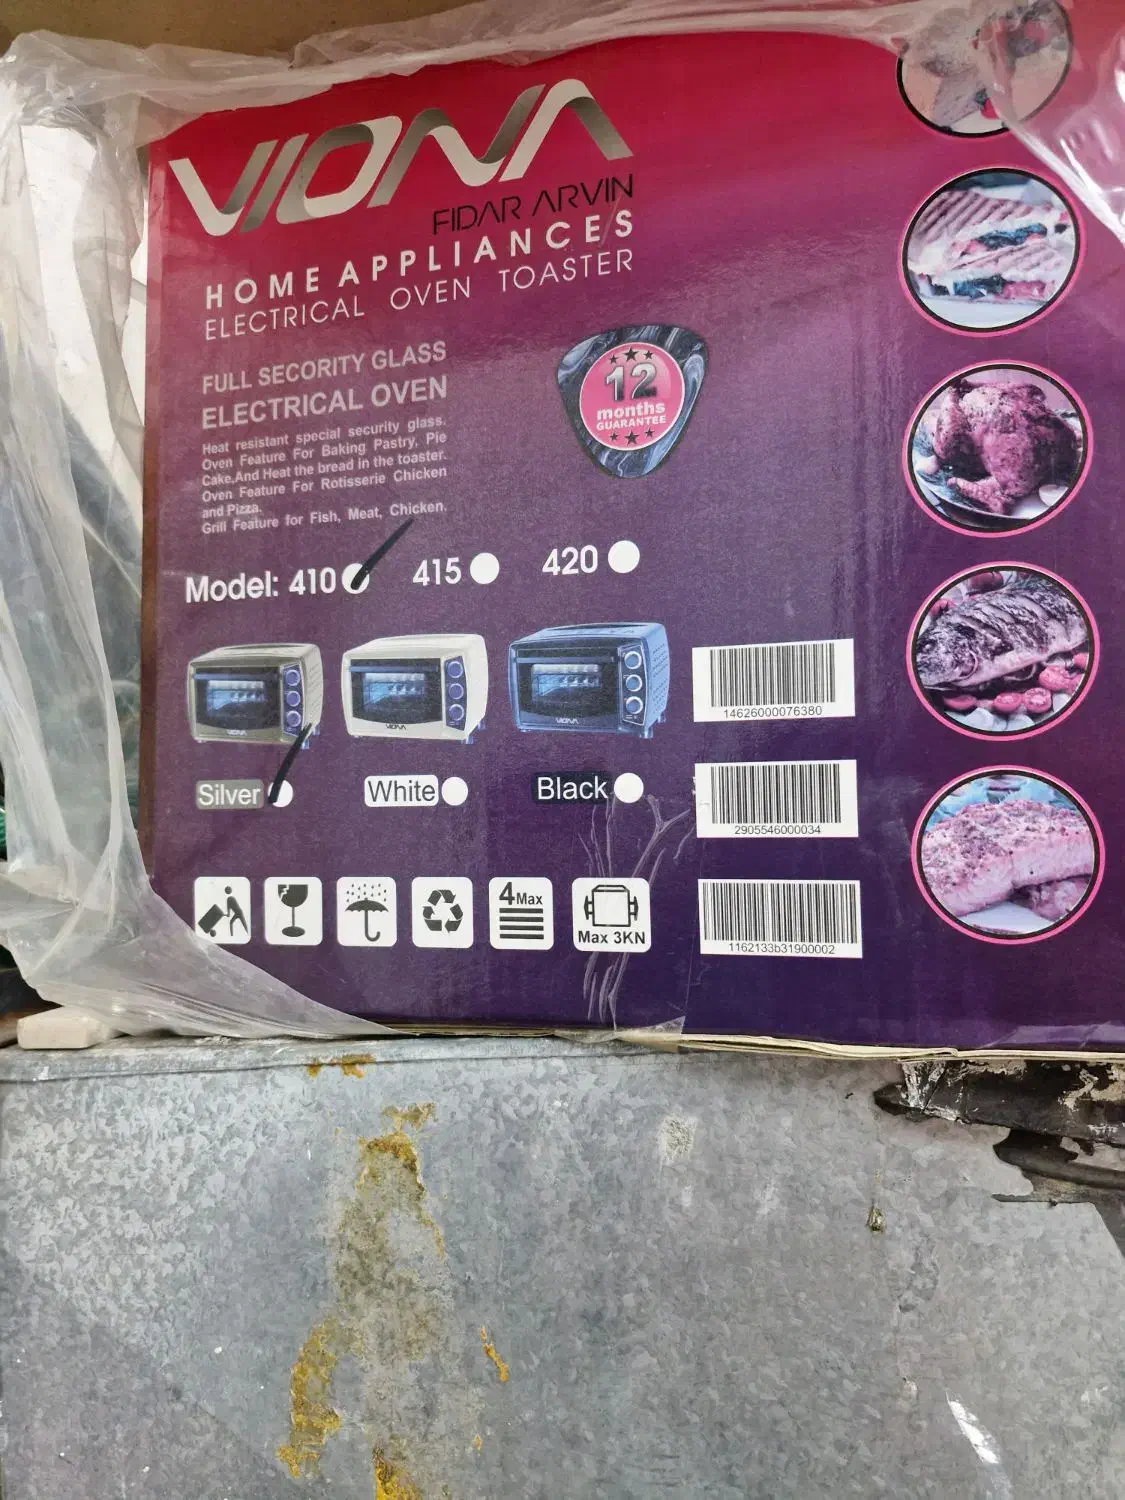 VIONA
FIDAR ARVIN
HOME APPLIANCES
ELECTRICAL OVEN TOASTER
FULL SECORITY GLASS
ELECTRICAL OVEN
Heat resistant special security glass.
Oven Feature For Baking Pastry, Pie
Cake,And Heat the bread in the toaster.
Oven Feature For Rotisserie Chicken
and Pizza.
Grill Feature for Fish, Meat, Chicken.
12
months
GUARANTEE
Model: 410 415 420
VIONA VIONA VIONA
Silver White Black
14626000076380
2905546000034
1162133b31900002
4 Max
Max 3KN